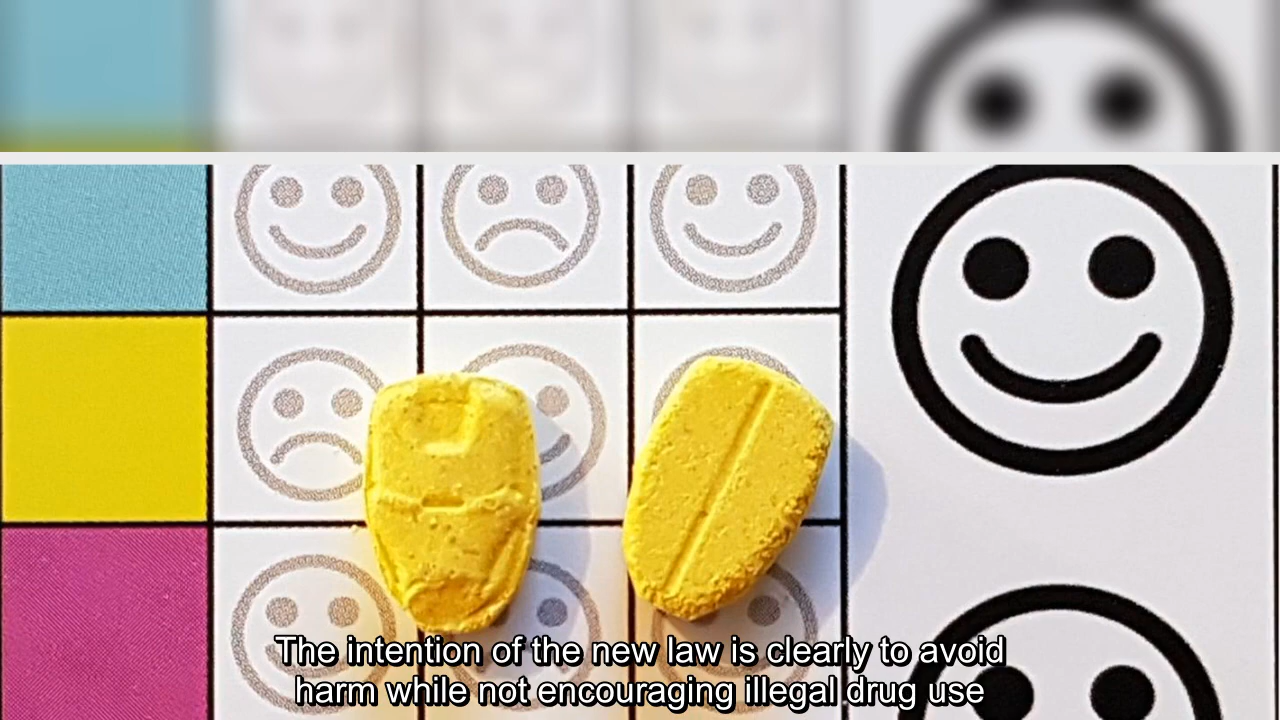 The intention of the new law is clearly to avoid
harm while not encouraging illegal drug use